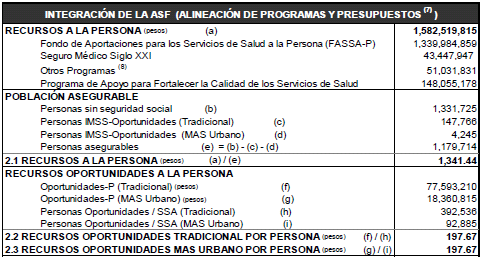 INTEGRACIÓN DE LA ASF (ALINEACIÓN DE PROGRAMAS Y PRESUPUESTOS (7) )
RECURSOS A LA PERSONA (pesos) (a) 1,582,519,815
Fondo de Aportaciones para los Servicios de Salud a la Persona (FASSA-P) 1,339,984,859
Seguro Médico Siglo XXI 43,447,947
Otros Programas (8) 51,031,831
Programa de Apoyo para Fortalecer la Calidad de los Servicios de Salud 148,055,178
POBLACIÓN ASEGURABLE
Personas sin seguridad social (b) 1,331,725
Personas IMSS-Oportunidades (Tradicional) (c) 147,766
Personas IMSS-Oportunidades (MAS Urbano) (d) 4,245
Personas asegurables (e) = (b) - (c) - (d) 1,179,714
2.1 RECURSOS A LA PERSONA (pesos) (a) / (e) 1,341.44
RECURSOS OPORTUNIDADES A LA PERSONA
Oportunidades-P (Tradicional) (pesos) (f) 77,593,210
Oportunidades-P (MAS Urbano) (pesos) (g) 18,360,815
Personas Oportunidades / SSA (Tradicional) (h) 392,536
Personas Oportunidades / SSA (MAS Urbano) (i) 92,885
2.2 RECURSOS OPORTUNIDADES TRADICIONAL POR PERSONA (pesos) (f) / (h) 197.67
2.3 RECURSOS OPORTUNIDADES MAS URBANO POR PERSONA (pesos) (g) / (i) 197.67